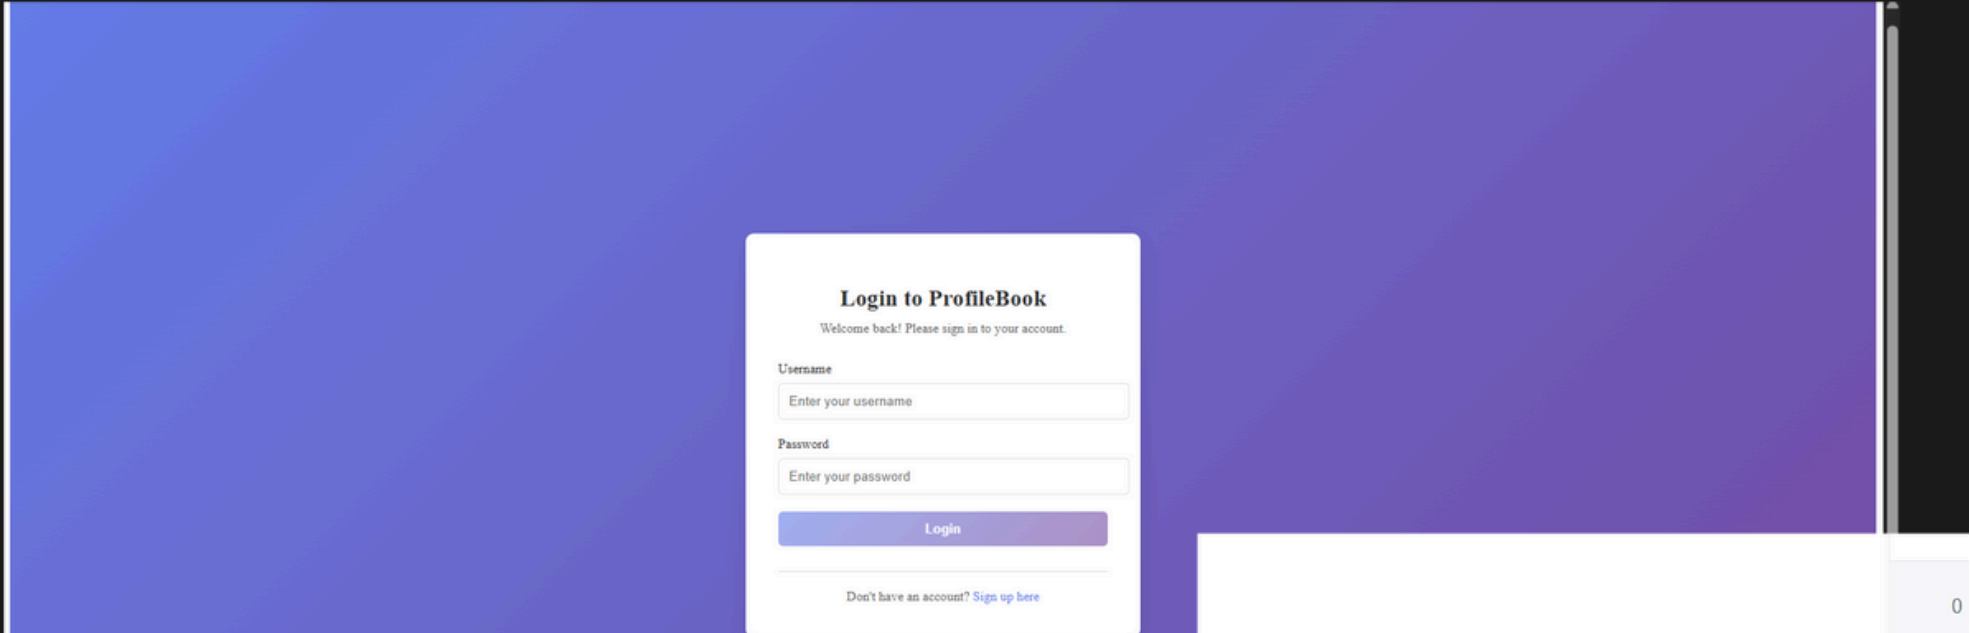 Login to ProfileBook
Welcome back! Please sign in to your account.
Username
Enter your username
Password
Enter your password
Login
Don't have an account? Sign up here
0